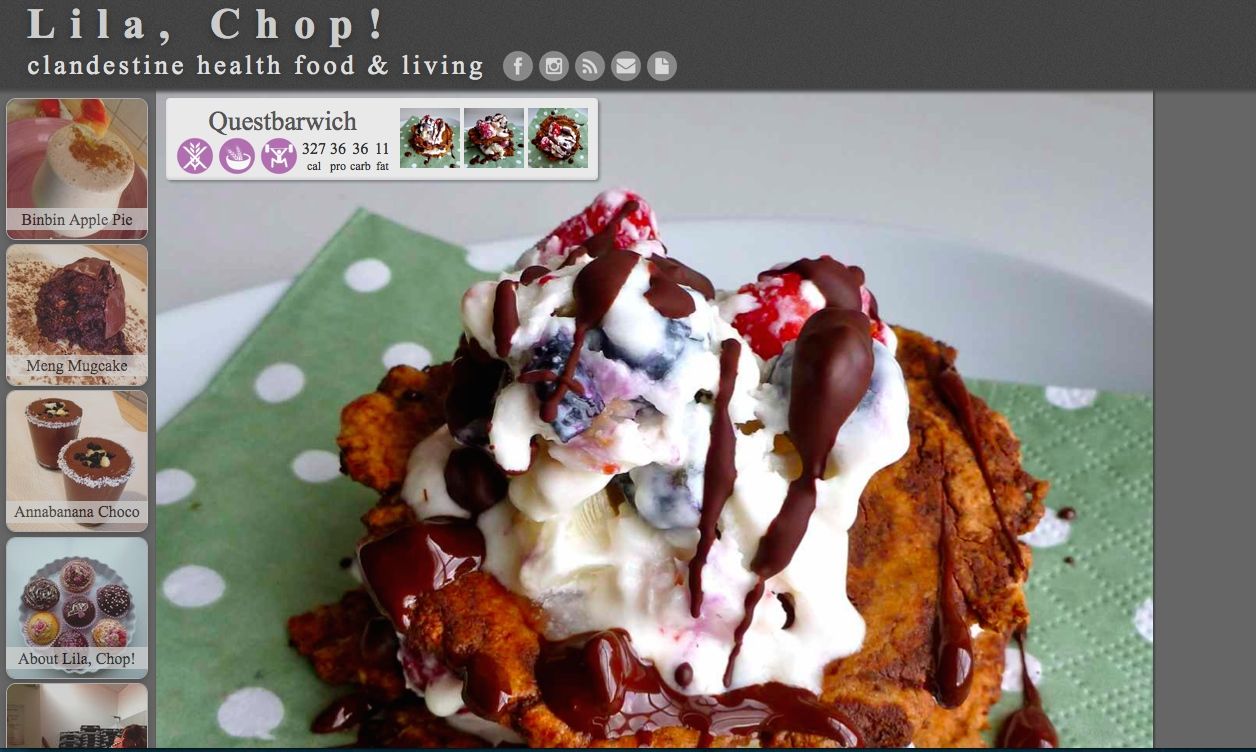 Lila, Chop!
clandestine health food & living
Questbarwich
327 36 36 11
cal pro carb fat
Binbin Apple Pie
Meng Mugcake
Annabanana Choco
About Lila, Chop!